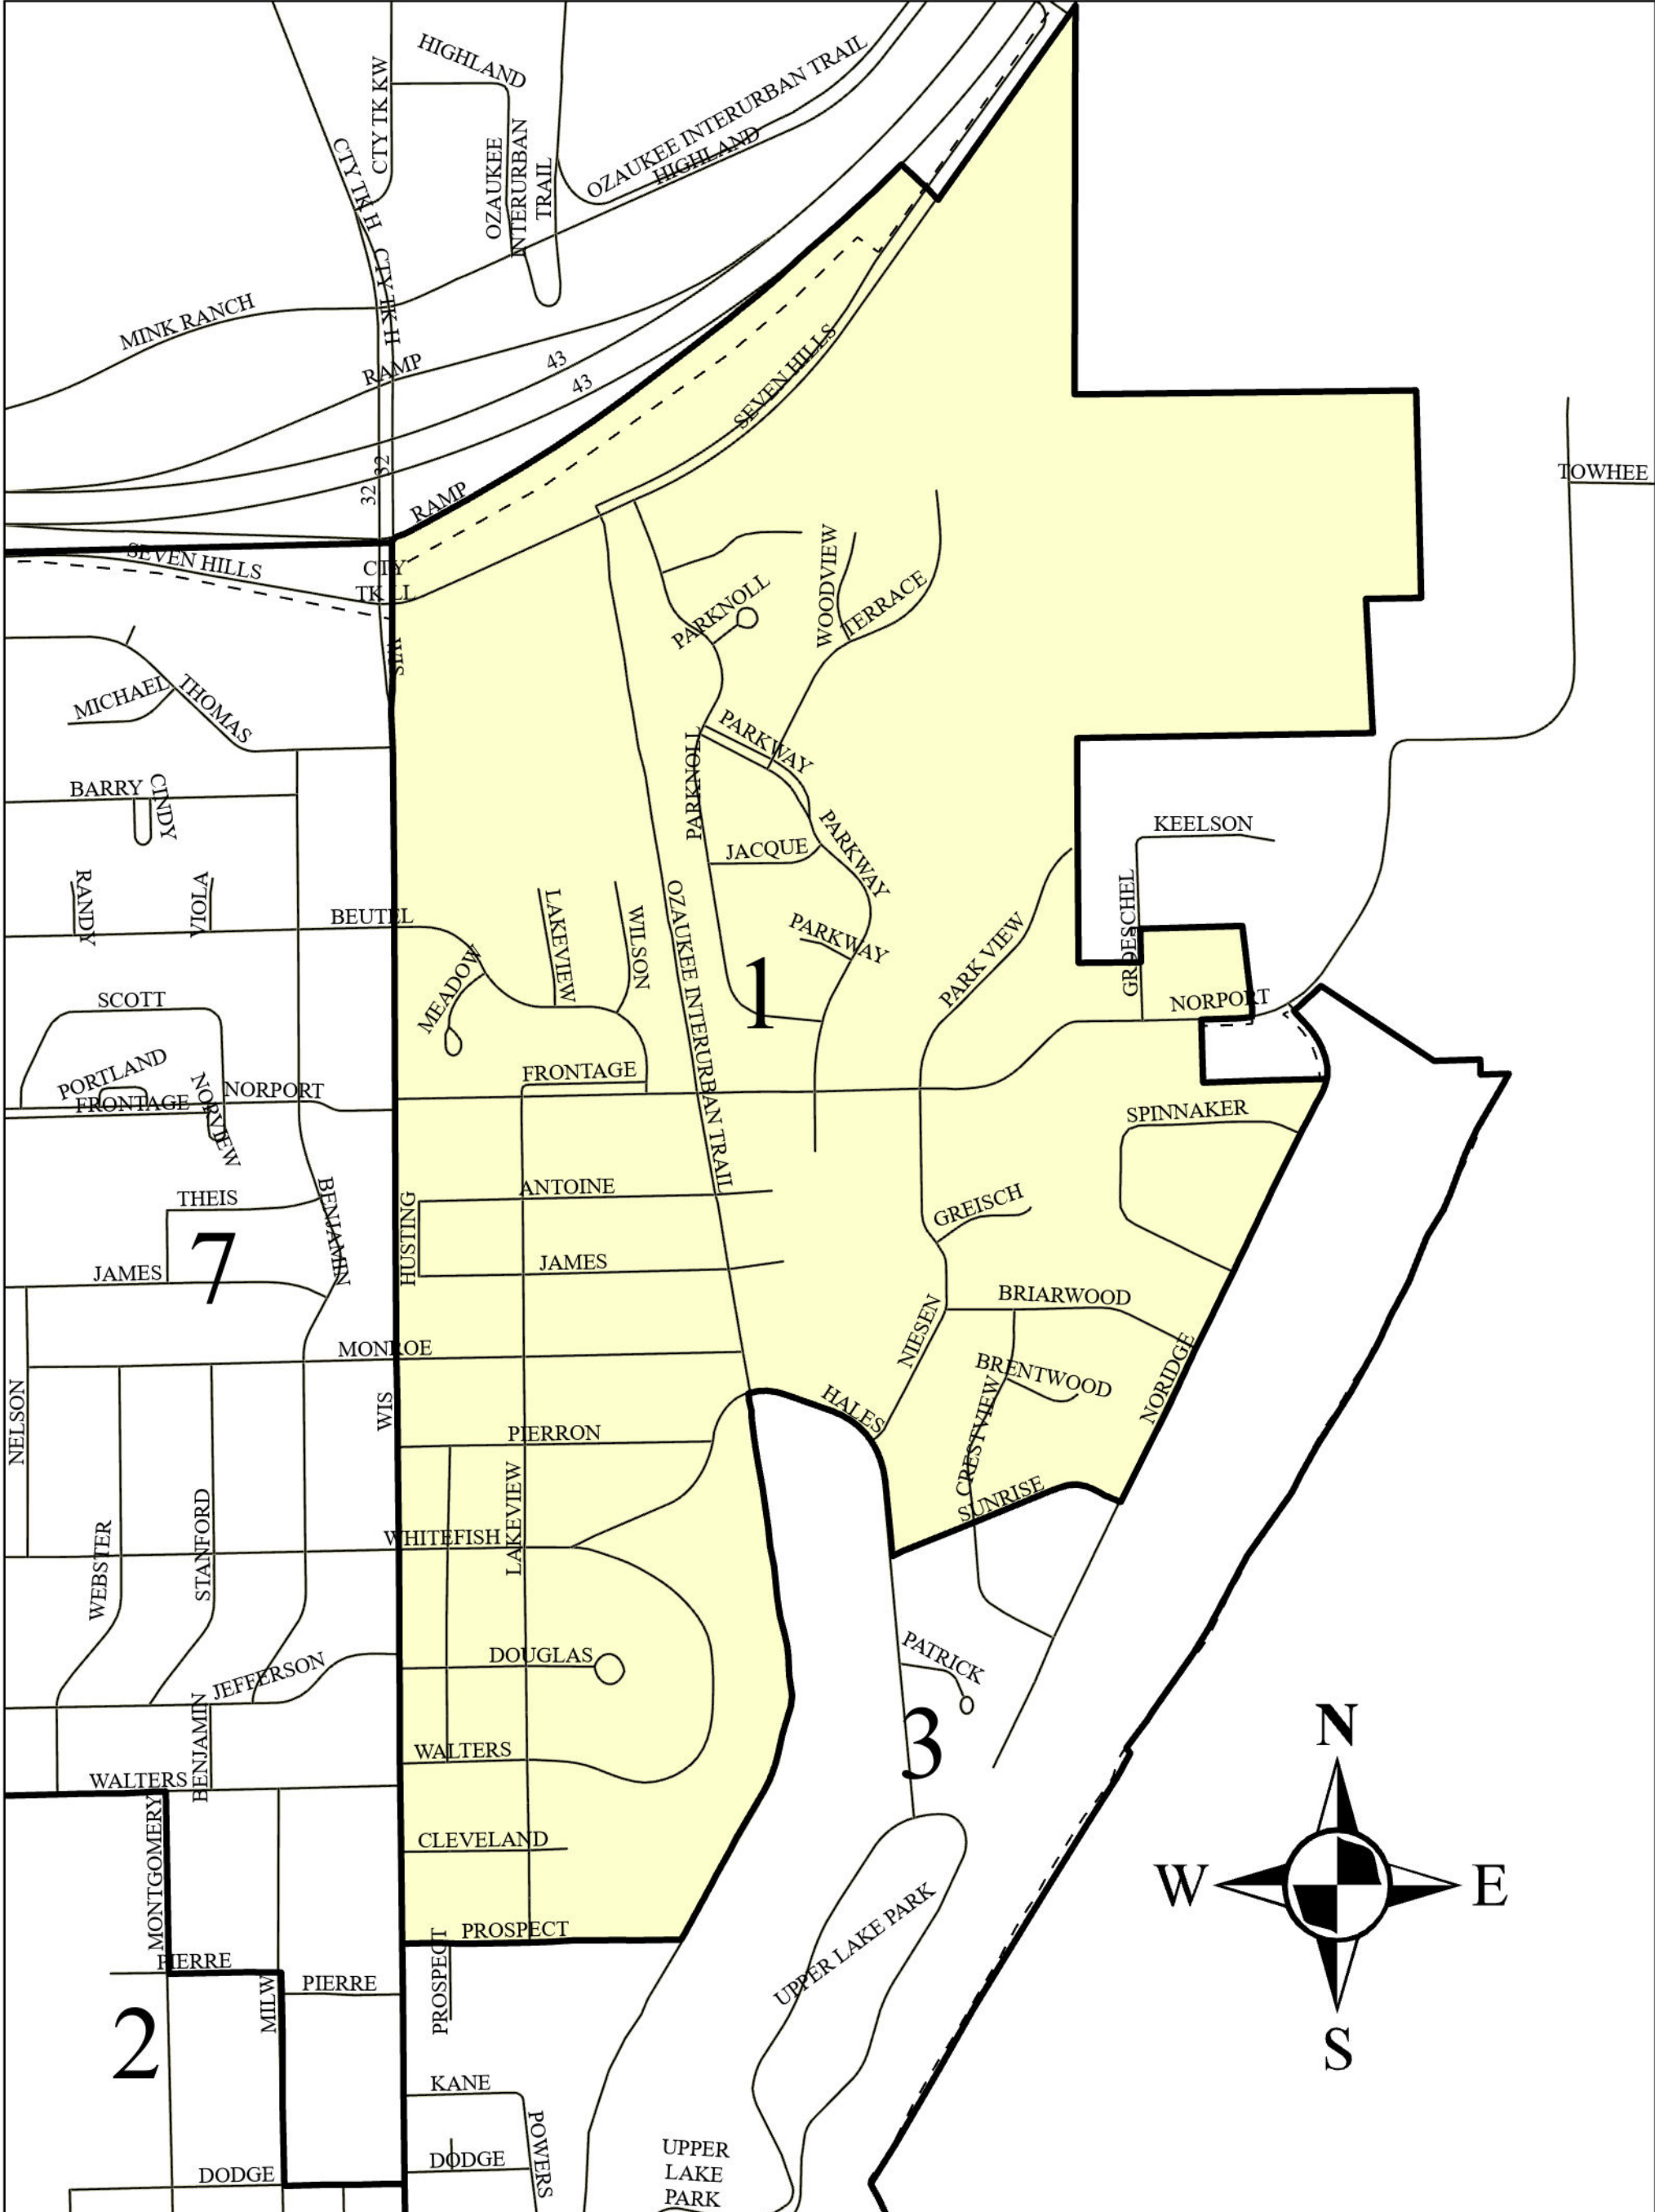 HIGHLAND
CTY TK KW
OZAUKEE INTERURBAN TRAIL
HIGHLAND
CTY TK H
OZAUKEE
INTERURBAN
TRAIL
CTY TK H
MINK RANCH
RAMP
43
43
SEVEN HILLS
32
32
TOWHEE
RAMP
SEVEN HILLS
CTY
TK LL
WIS
PARKNOLL
WOODVIEW
TERRACE
MICHAEL
THOMAS
PARKWAY
PARKNOLL
BARRY
CINDY
KEELSON
PARKWAY
JACQUE
RANDY
VIOLA
BEUTEL
LAKEVIEW
WILSON
OZAUKEE INTERURBAN TRAIL
PARKWAY
PARK VIEW
GROESCHEL
MEADOW
1
SCOTT
NORPORT
PORTLAND
FRONTAGE
NORVIEW
NORPORT
FRONTAGE
SPINNAKER
THEIS
BENJAMIN
HUSTING
ANTOINE
GREISCH
7
JAMES
JAMES
BRIARWOOD
NIESEN
MONROE
BRENTWOOD
NORIDGE
NELSON
WIS
HALES
CRESTVIEW
PIERRON
LAKEVIEW
SUNRISE
WEBSTER
STANFORD
WHITEFISH
DOUGLAS
PATRICK
JEFFERSON
BENJAMIN
3
N
WALTERS
WALTERS
MONTGOMERY
CLEVELAND
W
E
UPPER LAKE PARK
PROSPECT
PROSPECT
PIERRE
MILW
PIERRE
2
S
KANE
POWERS
DODGE
DODGE
UPPER
LAKE
PARK